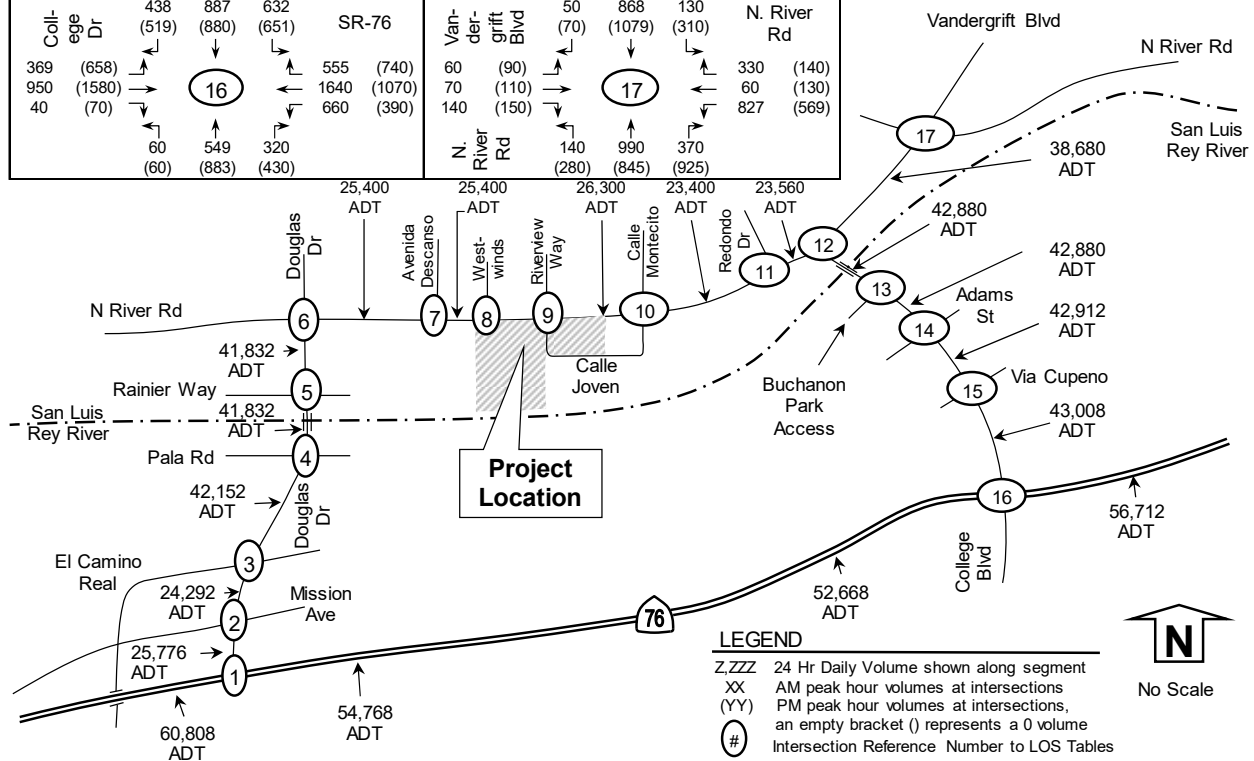 Coll-
ege
Dr
438 887 632
(519) (880) (651)
SR-76
369 (658)
950 (1580)
40 (70)
16
555 (740)
1640 (1070)
660 (390)
60 549 320
(60) (883) (430)
Van-
der-
grift
Blvd
50 868 130
(70) (1079) (310)
N. River
Rd
60 (90)
70 (110)
140 (150)
17
330 (140)
60 (130)
827 (569)
N.
River
Rd
140 990 370
(280) (845) (925)
Vandergrift Blvd
N River Rd
San Luis
Rey River
17
38,680
ADT
25,400
ADT
25,400
ADT
26,300
ADT
23,400
ADT
23,560
ADT
42,880
ADT
42,880
ADT
42,912
ADT
Douglas
Dr
Avenida
Descanso
West-
winds
Riverview
Way
Calle
Montecito
Redondo
Dr
12
11
13
14
15
Adams
St
Via Cupeno
43,008
ADT
N River Rd
6
7
8
9
10
41,832
ADT
Rainier Way
5
Calle
Joven
Buchanon
Park
Access
San Luis
Rey River
41,832
ADT
Pala Rd
4
Project
Location
42,152
ADT
Douglas
Dr
16
56,712
ADT
El Camino
Real
3
College
Blvd
24,292
ADT
Mission
Ave
2
52,668
ADT
76
25,776
ADT
1
54,768
ADT
60,808
ADT
LEGEND
Z,ZZZ 24 Hr Daily Volume shown along segment
XX AM peak hour volumes at intersections
(YY) PM peak hour volumes at intersections,
an empty bracket () represents a 0 volume
# Intersection Reference Number to LOS Tables
N
No Scale